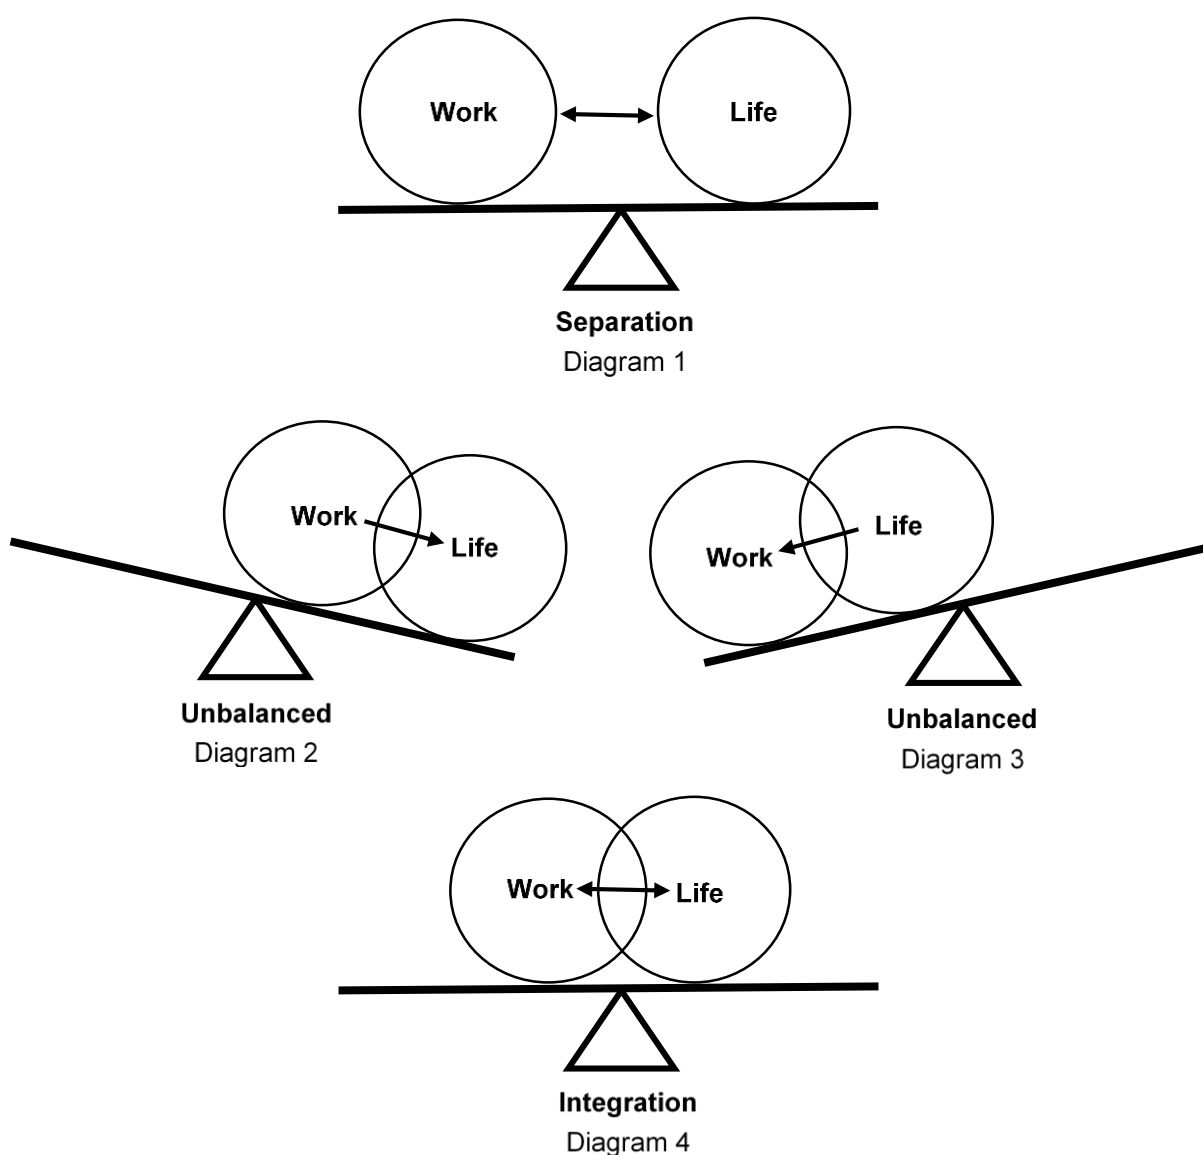 Work
Life
Separation
Diagram 1
Work
Life
Unbalanced
Diagram 2
Life
Work
Unbalanced
Diagram 3
Work
Life
Integration
Diagram 4